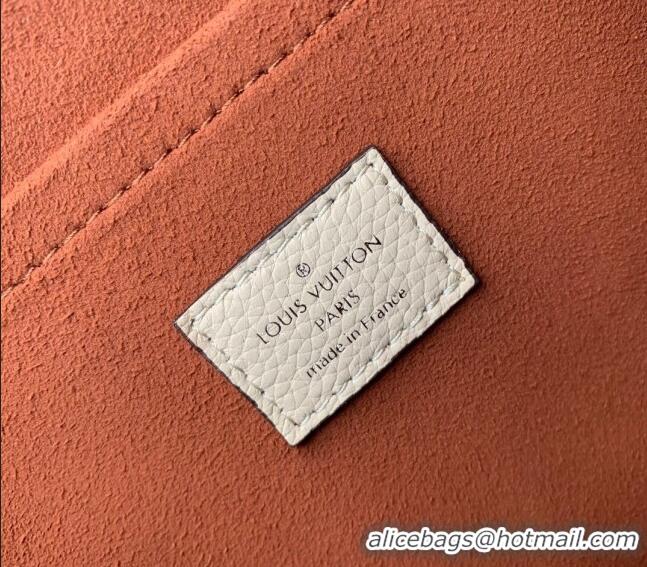 ®
LOUIS VUITTON
PARIS
made in France
alicebags@hotmail.com